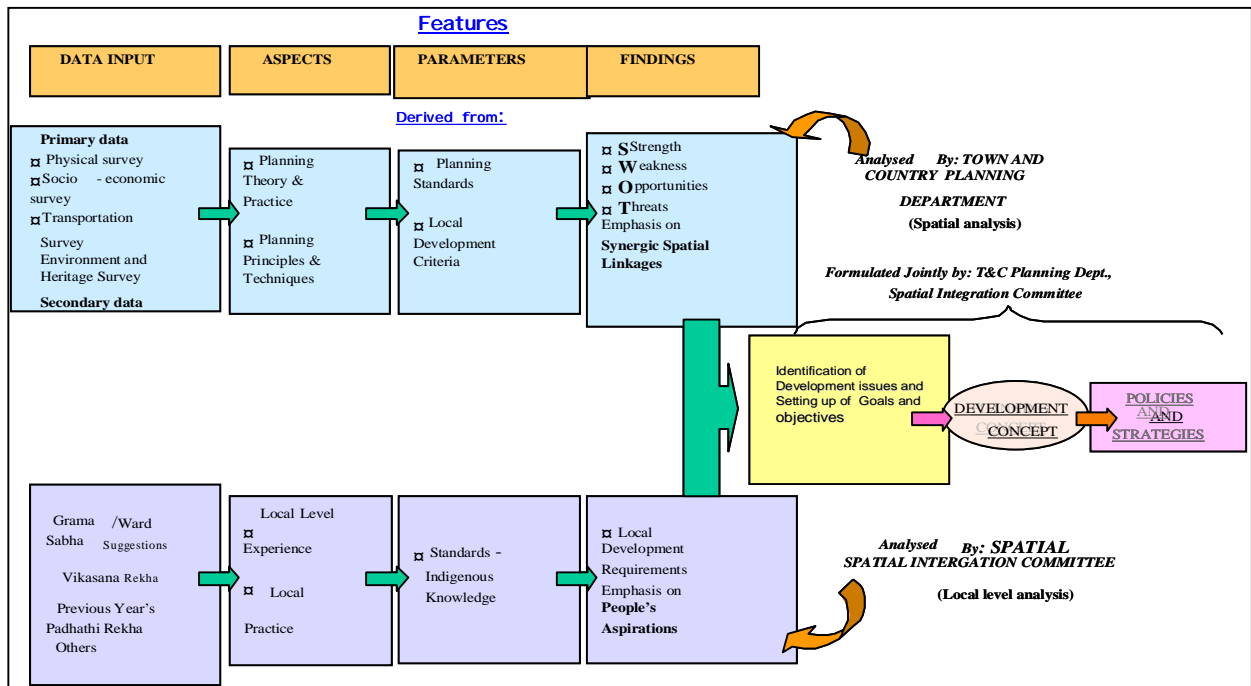 Features
DATA INPUT
ASPECTS
PARAMETERS
FINDINGS
Derived from:
Primary data
¤ Physical survey
¤Socio - economic
survey
¤Transportation
Survey
Environment and
Heritage Survey
Secondary data
¤ Planning
Theory &
Practice
¤ Planning
Principles &
Techniques
¤ Planning
Standards
¤ Local
Development
Criteria
¤ SStrength
¤ Weakness
¤ Opportunities
¤ Threats
Emphasis on
Synergic Spatial
Linkages
Analysed By: TOWN AND
COUNTRY PLANNING
DEPARTMENT
(Spatial analysis)
Formulated Jointly by: T&C Planning Dept.,
Spatial Integration Committee
Identification of
Development issues and
Setting up of Goals and
objectives
DEVELOPMENT
CONCEPT
POLICIES
AND
STRATEGIES
Grama /Ward
Sabha Suggestions
Vikasana Rekha
Previous Year's
Padhathi Rekha
Others
Local Level
¤
Experience
¤ Local
Practice
¤ Standards -
Indigenous
Knowledge
¤ Local
Development
Requirements
Emphasis on
People's
Aspirations
Analysed By: SPATIAL
SPATIAL INTERGATION COMMITTEE
(Local level analysis)